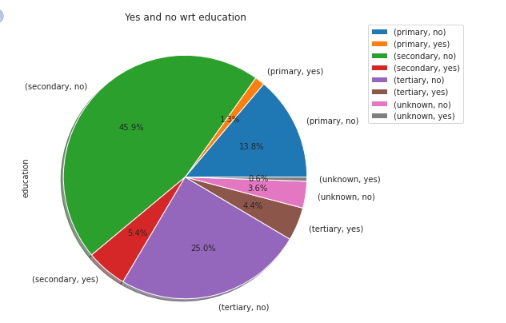 Yes and no wrt education
(primary, no)
(primary, yes)
(secondary, no)
(secondary, yes)
(tertiary, no)
(tertiary, yes)
(unknown, no)
(unknown, yes)
(primary, yes)
(secondary, no)
(primary, no)
1.3%
45.9%
13.8%
education
0.6%
(unknown, yes)
3.6%
(unknown, no)
4.4%
(tertiary, yes)
5.4%
25.0%
(secondary, yes)
(tertiary, no)